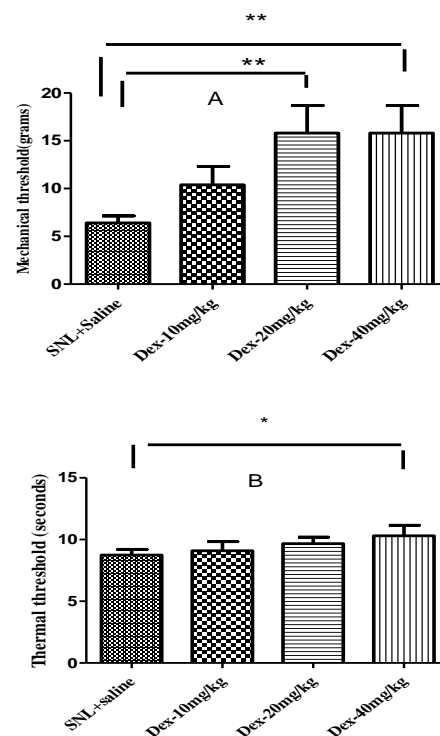 **
**
A
20
15
10
5
0
Mechanical threshold(grams)
SNL+Saline
Dex-10mg/kg
Dex-20mg/kg
Dex-40mg/kg
*
B
15
10
5
0
Thermal threshold (seconds)
SNL+saline
Dex-10mg/kg
Dex-20mg/kg
Dex-40mg/kg